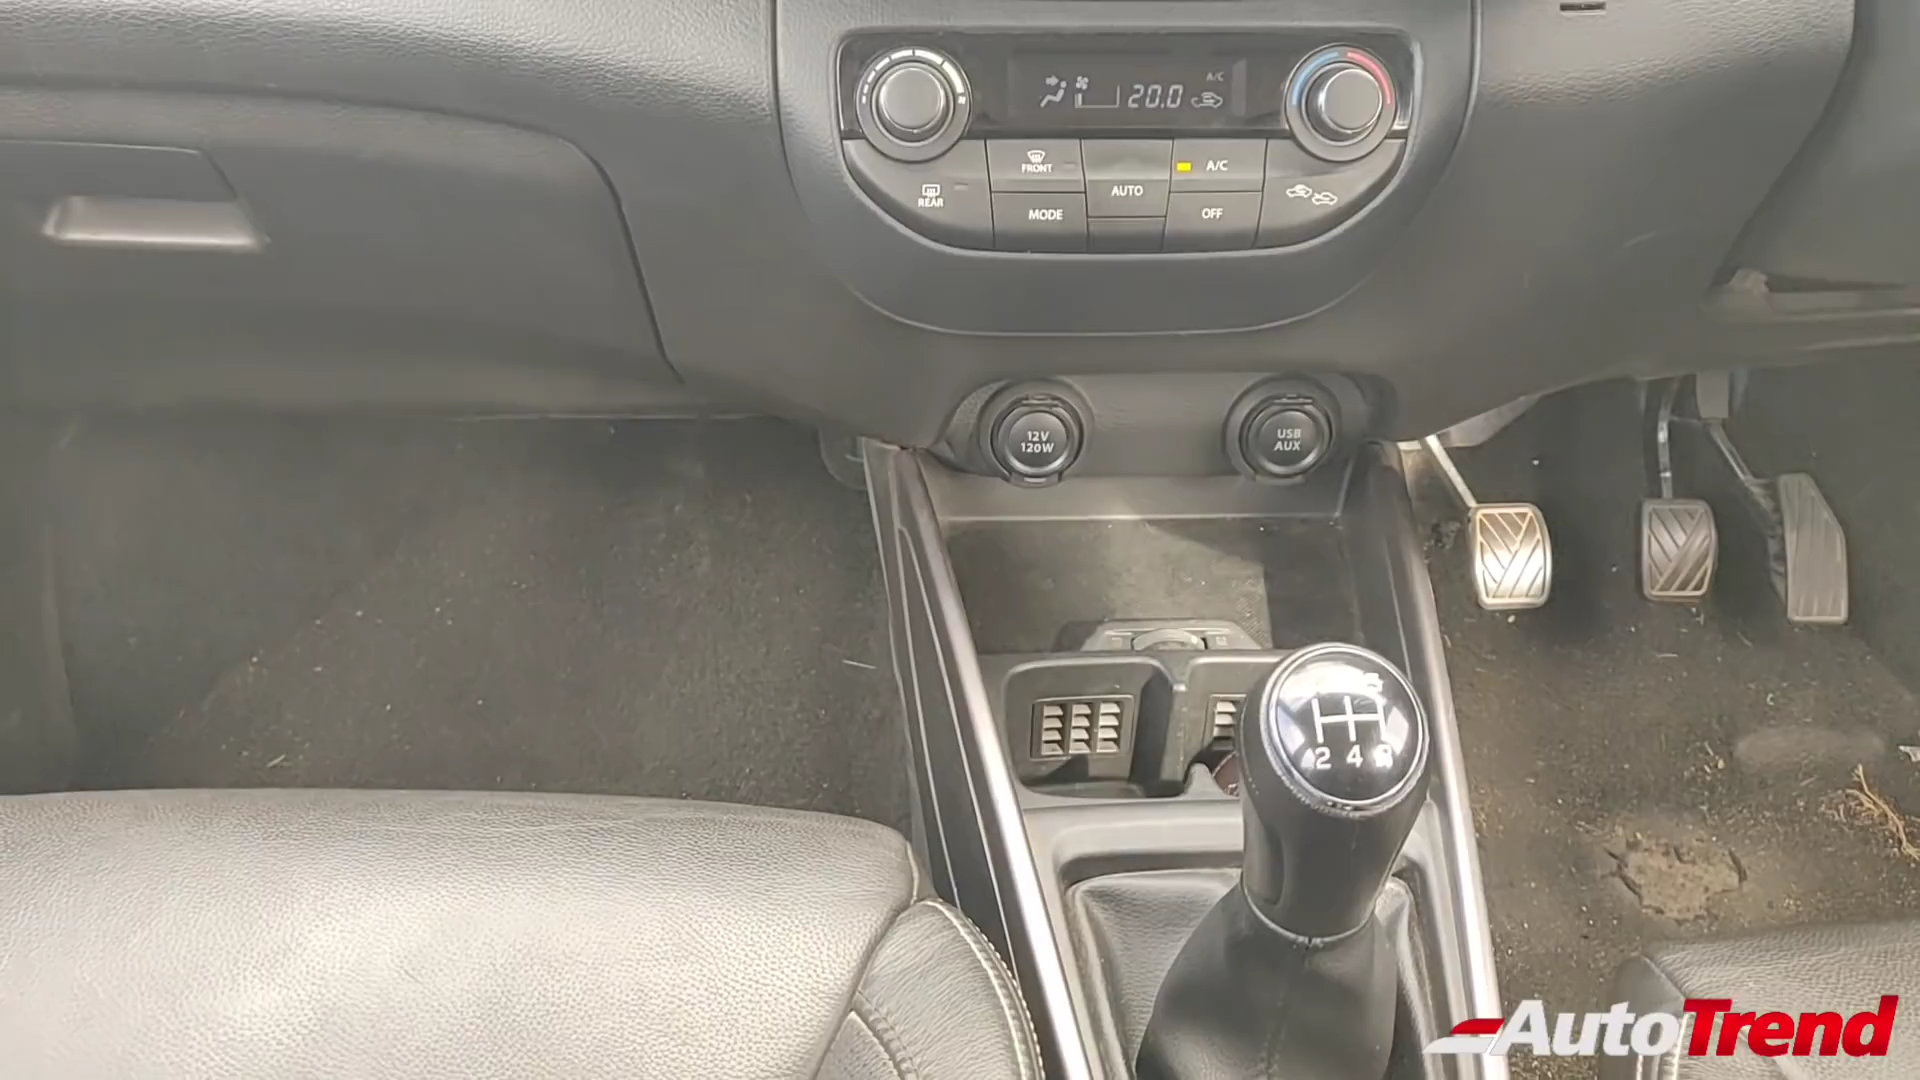 A/C
20.0
FRONT
A/C
AUTO
REAR
MODE
OFF
12V
120W
USB
AUX
2 4
AutoTrend